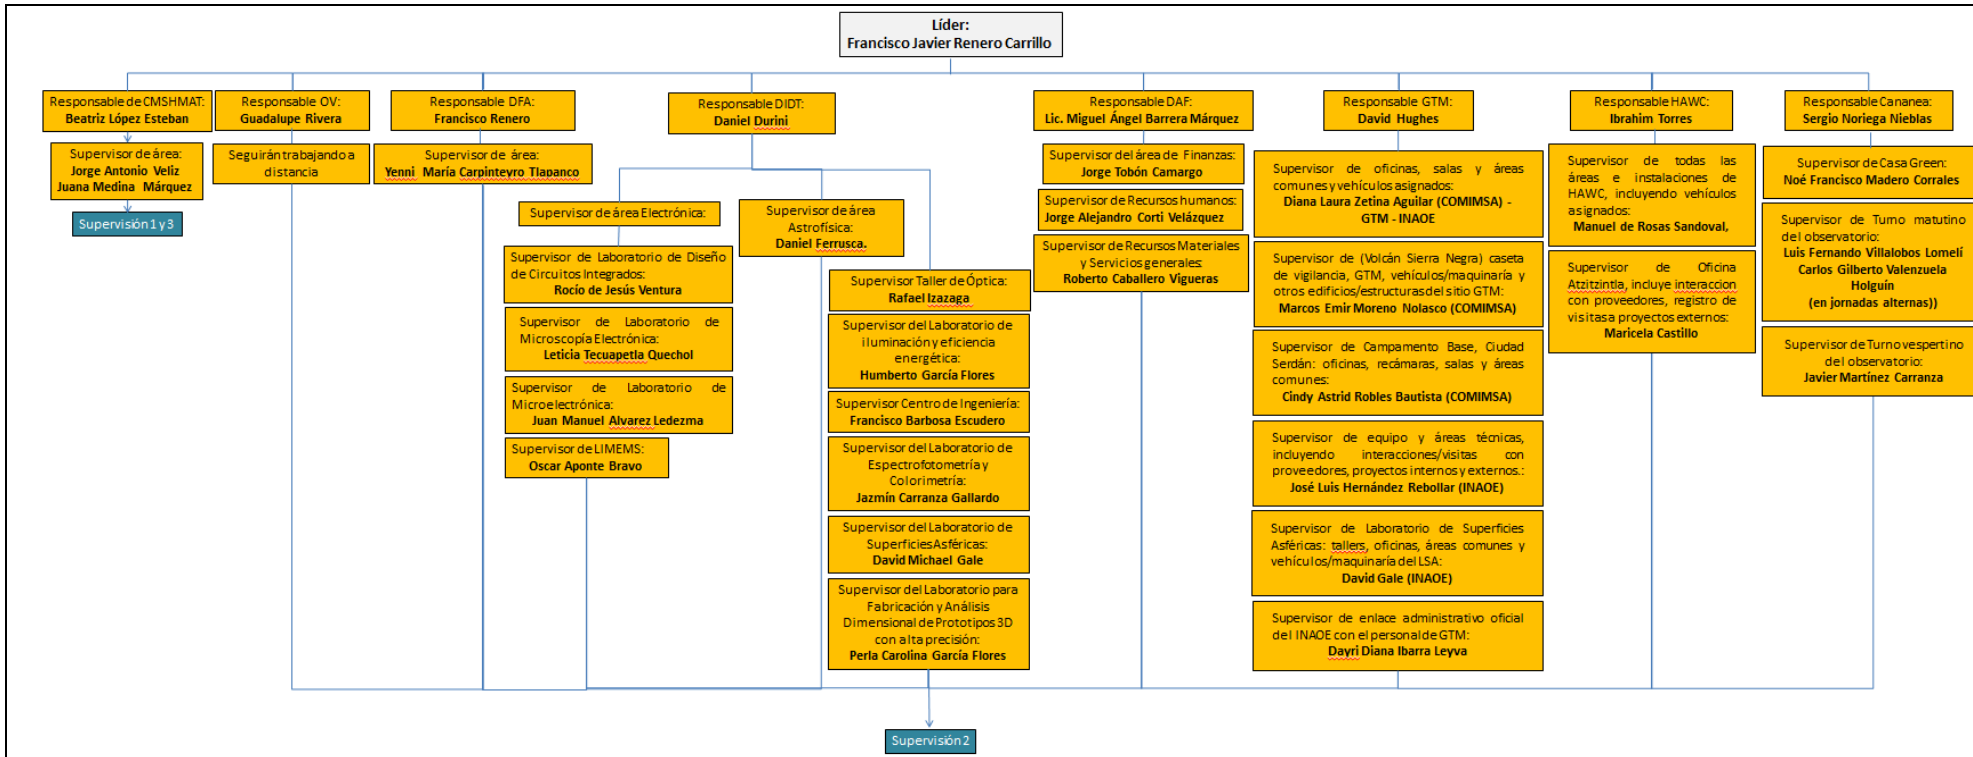 Líder:
Francisco Javier Renero Carrillo
Responsable de CMSHMAT:
Beatriz López Esteban
Supervisor de área:
Jorge Antonio Veliz
Juana Medina Márquez
Supervisión 1 y 3
Responsable OV:
Guadalupe Rivera
Seguirán trabajando a
distancia
Responsable DFA:
Francisco Renero
Supervisor de área:
Yenni María Carpinteyro Tlapanco
Responsable DIDT:
Daniel Durini
Supervisor de área Electrónica:
Supervisor de Laboratorio de Diseño
de Circuitos Integrados:
Rocío de Jesús Ventura
Supervisor de Laboratorio de
Microscopía Electrónica:
Leticia Tecuapetla Quechol
Supervisor de Laboratorio de
Microelectrónica:
Juan Manuel Alvarez Ledezma
Supervisor de LIMEMS:
Oscar Aponte Bravo
Supervisor de área
Astrofísica:
Daniel Ferrusca.
Supervisor Taller de Óptica:
Rafael Izazaga
Supervisor del Laboratorio de
iluminación y eficiencia
energética:
Humberto García Flores
Supervisor Centro de Ingeniería:
Francisco Barbosa Escudero
Supervisor del Laboratorio de
Espectrofotometría y
Colorimetría:
Jazmín Carranza Gallardo
Supervisor del Laboratorio de
Superficies Asféricas:
David Michael Gale
Supervisor del Laboratorio para
Fabricación y Análisis
Dimensional de Prototipos 3D
con alta precisión:
Perla Carolina García Flores
Responsable DAF:
Lic. Miguel Ángel Barrera Márquez
Supervisor del área de Finanzas:
Jorge Tobón Camargo
Supervisor de Recursos humanos:
Jorge Alejandro Corti Velázquez
Supervisor de Recursos Materiales
y Servicios generales:
Roberto Caballero Vigueras
Responsable GTM:
David Hughes
Supervisor de oficinas, salas y áreas
comunes y vehículos asignados:
Diana Laura Zetina Aguilar (COMIMSA) -
GTM - INAOE
Supervisor de (Volcán Sierra Negra) caseta
de vigilancia, GTM, vehículos/maquinaría y
otros edificios/estructuras del sitio GTM:
Marcos Emir Moreno Nolasco (COMIMSA)
Supervisor de Campamento Base, Ciudad
Serdán: oficinas, recámaras, salas y áreas
comunes:
Cindy Astrid Robles Bautista (COMIMSA)
Supervisor de equipo y áreas técnicas,
incluyendo interacciones/visitas con
proveedores, proyectos internos y externos.:
José Luis Hernández Rebollar (INAOE)
Supervisor de Laboratorio de Superficies
Asféricas: tallers, oficinas, áreas comunes y
vehículos/maquinaría del LSA:
David Gale (INAOE)
Supervisor de enlace administrativo oficial
del INAOE con el personal de GTM:
Dayri Diana Ibarra Leyva
Responsable HAWC:
Ibrahim Torres
Supervisor de todas las
áreas e instalaciones de
HAWC, incluyendo vehículos
asignados:
Manuel de Rosas Sandoval,
Supervisor de Oficina
Atzitzintla, incluye interaccion
con proveedores, registro de
visitas a proyectos externos:
Maricela Castillo
Responsable Cananea:
Sergio Noriega Nieblas
Supervisor de Casa Green:
Noé Francisco Madero Corrales
Supervisor de Turno matutino
del observatorio:
Luis Fernando Villalobos Lomelí
Carlos Gilberto Valenzuela
Holguín
(en jornadas alternas))
Supervisor de Turno vespertino
del observatorio:
Javier Martínez Carranza
Supervisión 2